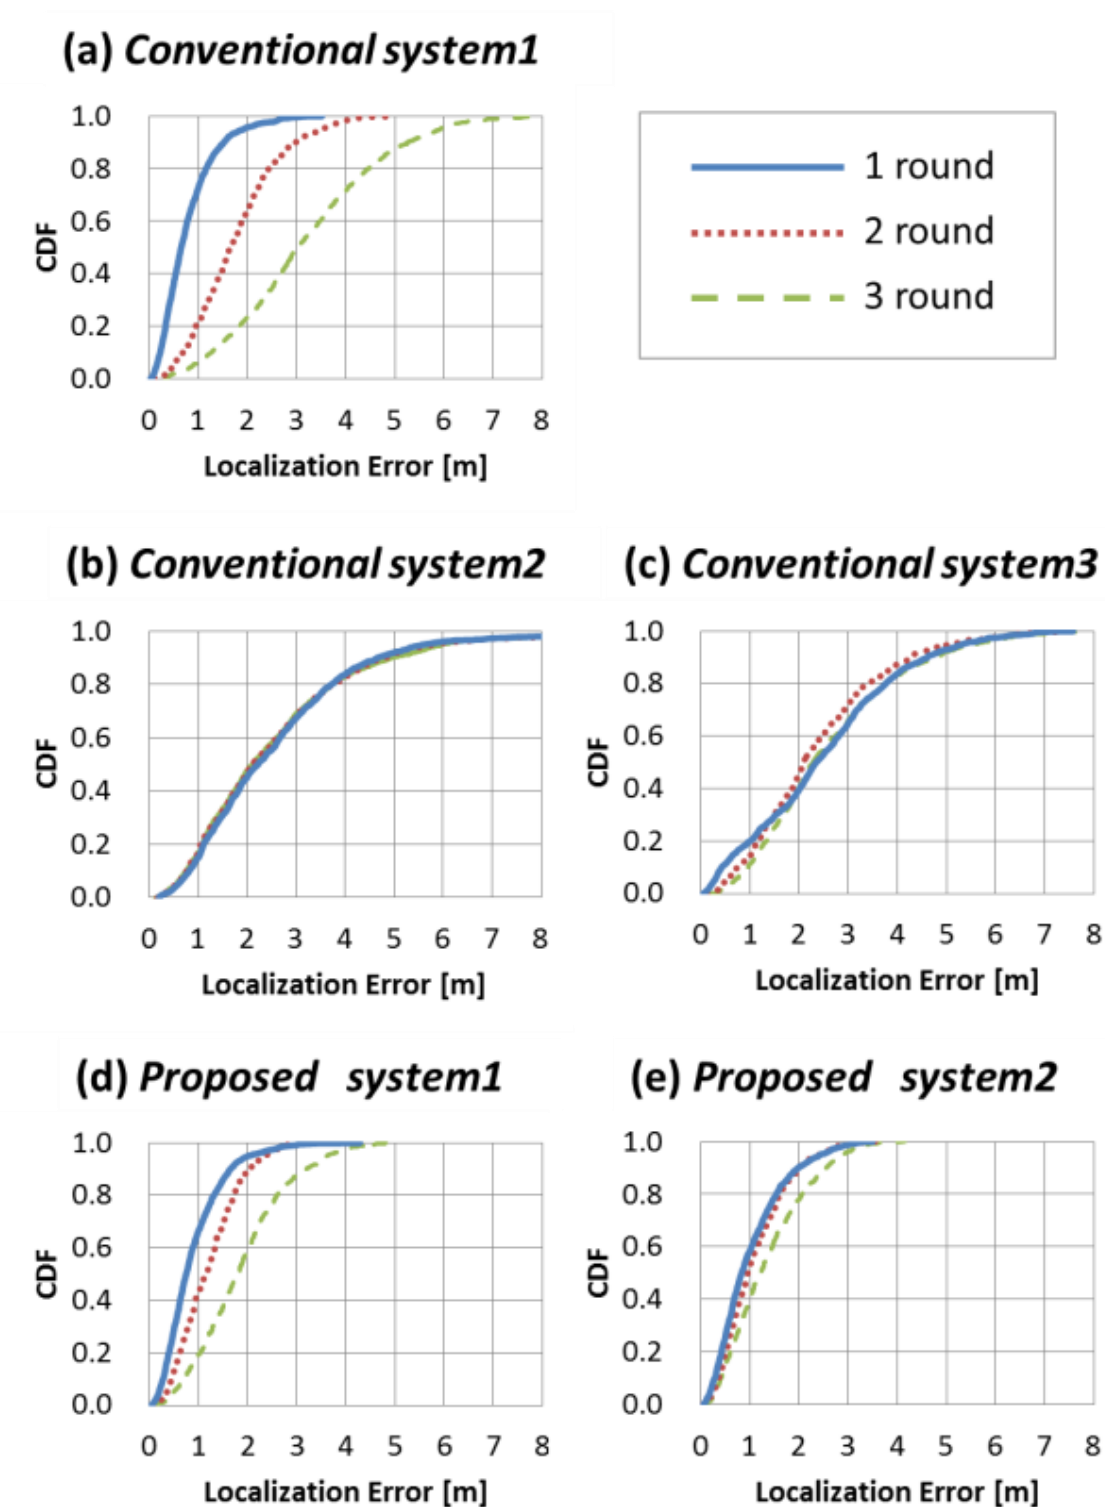 (a) Conventional system1
1.0
0.8
0.6
0.4
0.2
0.0
CDF
0 1 2 3 4 5 6 7 8
Localization Error [m]
1 round
2 round
3 round
(b) Conventional system2
1.0
0.8
0.6
0.4
0.2
0.0
CDF
0 1 2 3 4 5 6 7 8
Localization Error [m]
(c) Conventional system3
1.0
0.8
0.6
0.4
0.2
0.0
CDF
0 1 2 3 4 5 6 7 8
Localization Error [m]
(d) Proposed system1
1.0
0.8
0.6
0.4
0.2
0.0
CDF
0 1 2 3 4 5 6 7 8
Localization Error [m]
(e) Proposed system2
1.0
0.8
0.6
0.4
0.2
0.0
CDF
0 1 2 3 4 5 6 7 8
Localization Error [m]